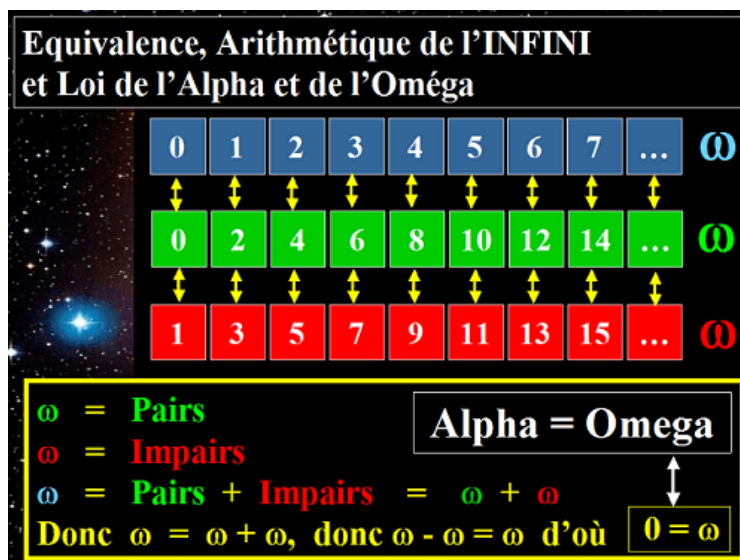 Equivalence, Arithmétique de l'INFINI
et Loi de l'Alpha et de l'Oméga
0 1 2 3 4 5 6 7 ... ω
0 2 4 6 8 10 12 14 ... ω
1 3 5 7 9 11 13 15 ... ω
ω = Pairs
ω = Impairs
ω = Pairs + Impairs = ω + ω
Donc ω = ω + ω, donc ω - ω = ω d'où
Alpha = Omega
0 = ω